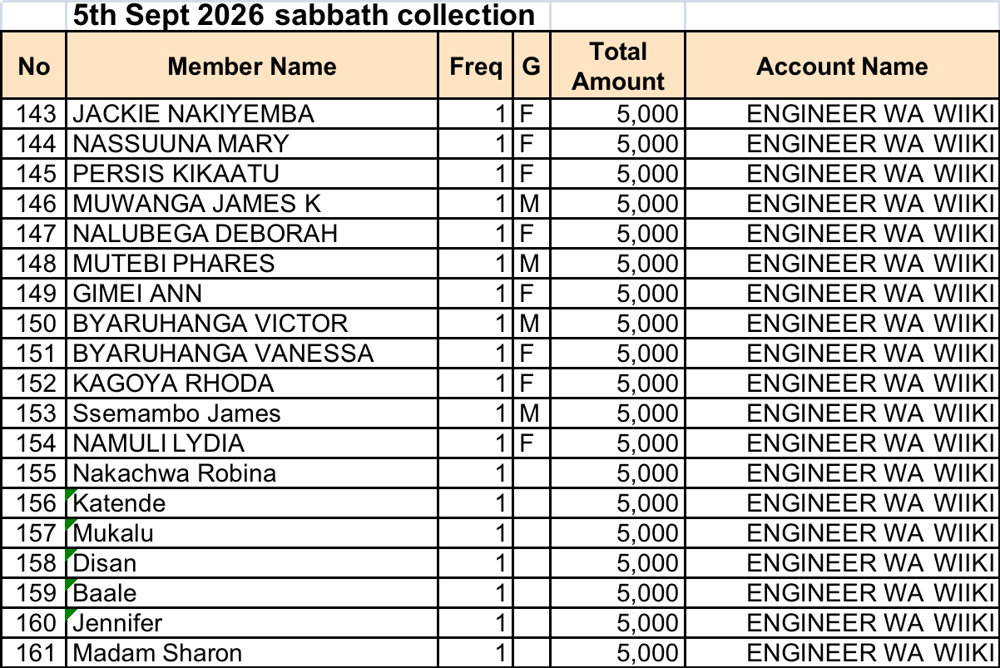 5th Sept 2026 sabbath collection
No Member Name Freq G Total Amount Account Name
143 JACKIE NAKIYEMBA 1 F 5,000 ENGINEER WA WIIKI
144 NASSUUNA MARY 1 F 5,000 ENGINEER WA WIIKI
145 PERSIS KIKAATU 1 F 5,000 ENGINEER WA WIIKI
146 MUWANGA JAMES K 1 M 5,000 ENGINEER WA WIIKI
147 NALUBEGA DEBORAH 1 F 5,000 ENGINEER WA WIIKI
148 MUTEBI PHARES 1 M 5,000 ENGINEER WA WIIKI
149 GIMEI ANN 1 F 5,000 ENGINEER WA WIIKI
150 BYARUHANGA VICTOR 1 M 5,000 ENGINEER WA WIIKI
151 BYARUHANGA VANESSA 1 F 5,000 ENGINEER WA WIIKI
152 KAGOYA RHODA 1 F 5,000 ENGINEER WA WIIKI
153 Ssemambo James 1 M 5,000 ENGINEER WA WIIKI
154 NAMULI LYDIA 1 F 5,000 ENGINEER WA WIIKI
155 Nakachwa Robina 1 5,000 ENGINEER WA WIIKI
156 Katende 1 5,000 ENGINEER WA WIIKI
157 Mukalu 1 5,000 ENGINEER WA WIIKI
158 Disan 1 5,000 ENGINEER WA WIIKI
159 Baale 1 5,000 ENGINEER WA WIIKI
160 Jennifer 1 5,000 ENGINEER WA WIIKI
161 Madam Sharon 1 5,000 ENGINEER WA WIIKI